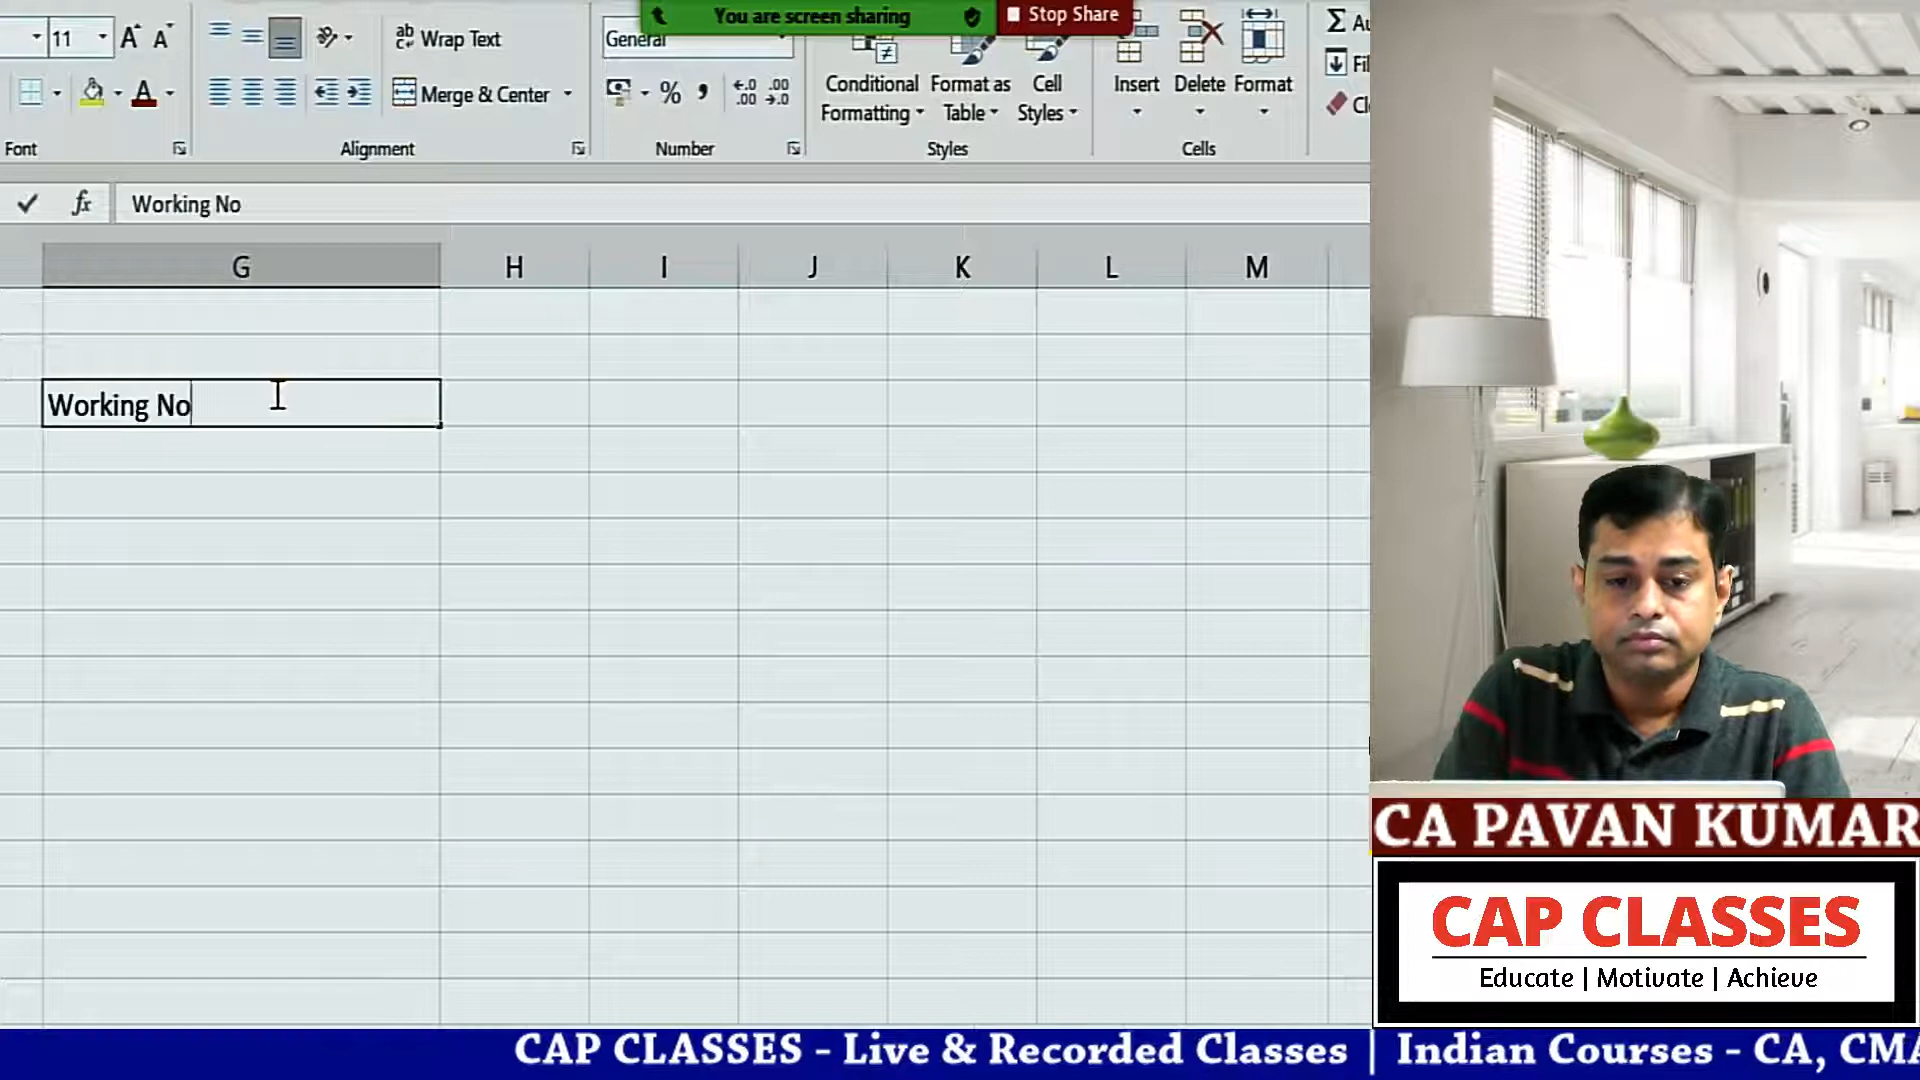 You are screen sharing
Stop Share
11
Wrap Text
General
Merge & Center
%
Conditional Formatting
Format as Table
Cell Styles
Insert
Delete
Format
Font
Alignment
Number
Styles
Cells
fx
Working No
G H I J K L M
Working No
CA PAVAN KUMAR
CAP CLASSES
Educate | Motivate | Achieve
CAP CLASSES - Live & Recorded Classes | Indian Courses - CA, CMA